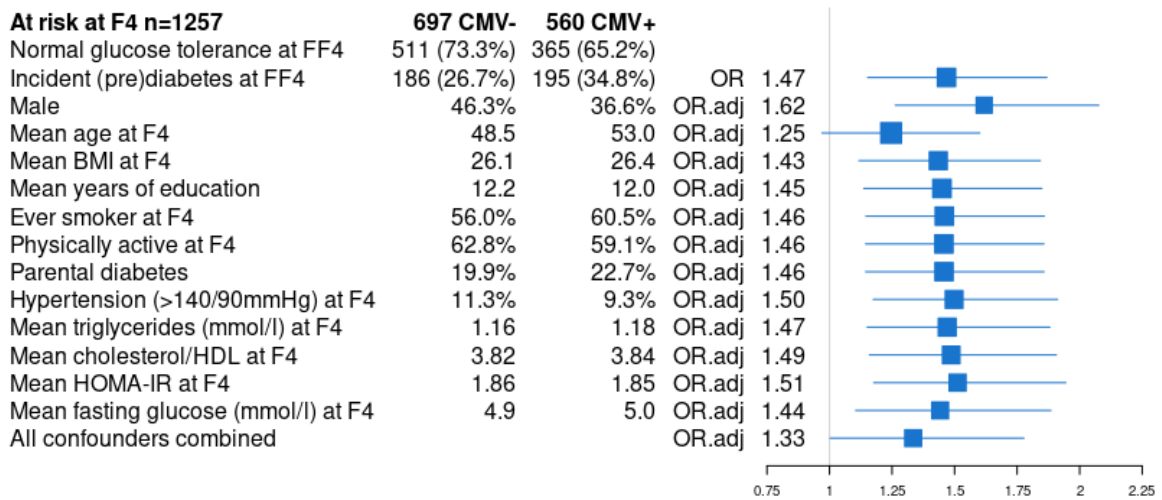 At risk at F4 n=1257 697 CMV- 560 CMV+
Normal glucose tolerance at FF4 511 (73.3%) 365 (65.2%)
Incident (pre)diabetes at FF4 186 (26.7%) 195 (34.8%) OR 1.47
Male 46.3% 36.6% OR.adj 1.62
Mean age at F4 48.5 53.0 OR.adj 1.25
Mean BMI at F4 26.1 26.4 OR.adj 1.43
Mean years of education 12.2 12.0 OR.adj 1.45
Ever smoker at F4 56.0% 60.5% OR.adj 1.46
Physically active at F4 62.8% 59.1% OR.adj 1.46
Parental diabetes 19.9% 22.7% OR.adj 1.46
Hypertension (>140/90mmHg) at F4 11.3% 9.3% OR.adj 1.50
Mean triglycerides (mmol/l) at F4 1.16 1.18 OR.adj 1.47
Mean cholesterol/HDL at F4 3.82 3.84 OR.adj 1.49
Mean HOMA-IR at F4 1.86 1.85 OR.adj 1.51
Mean fasting glucose (mmol/l) at F4 4.9 5.0 OR.adj 1.44
All confounders combined OR.adj 1.33
0.75 1 1.25 1.5 1.75 2 2.25